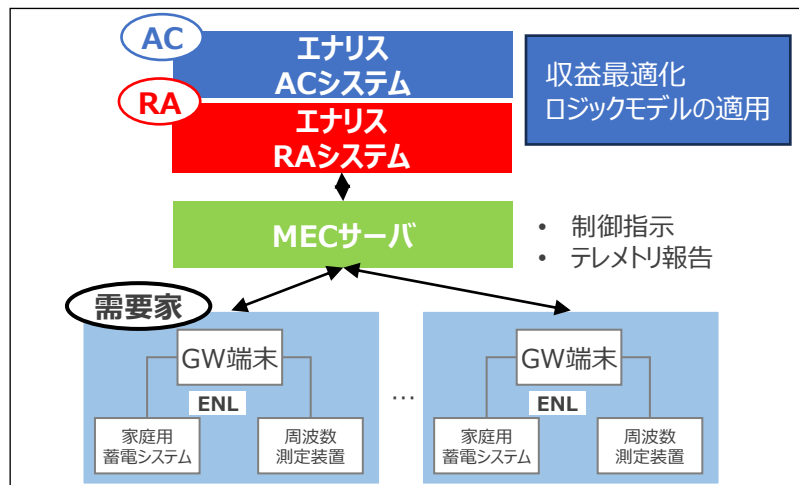 AC
エナリス
ACシステム
収益最適化
ロジックモデルの適用
RA
エナリス
RAシステム
MECサーバ
• 制御指示
• テレメトリ報告
需要家
GW端末
ENL
家庭用
蓄電システム
周波数
測定装置
…
GW端末
ENL
家庭用
蓄電システム
周波数
測定装置